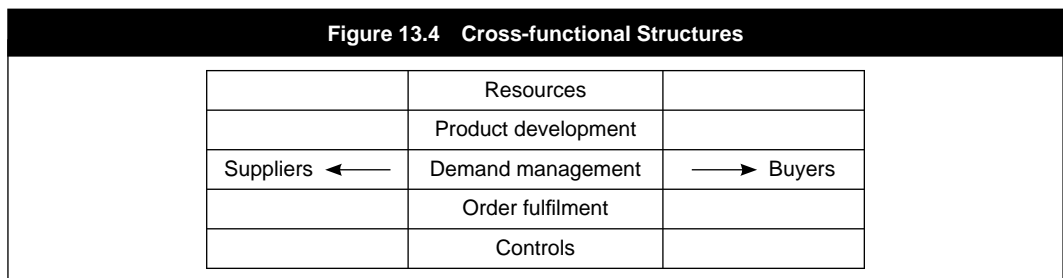 Figure 13.4 Cross-functional Structures
Resources
Product development
Suppliers Demand management Buyers
Order fulfilment
Controls